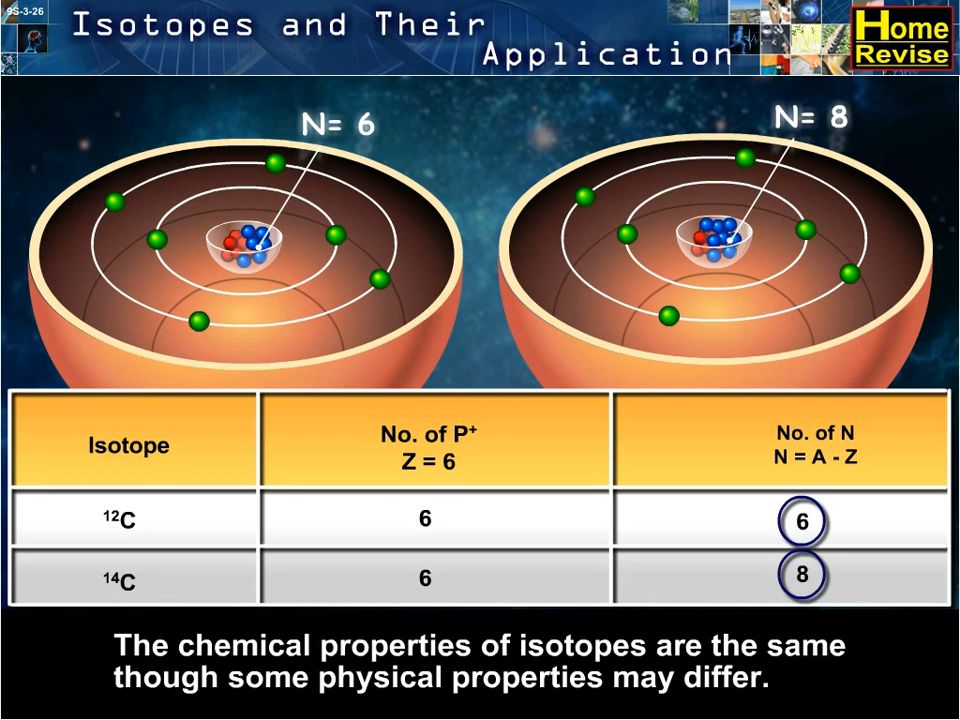 9S-3-26
Isotopes and Their
Application
Home
Revise
N= 6
N= 8
Isotope
No. of P⁺
Z = 6
No. of N
N = A - Z
¹²C
6
6
¹⁴C
6
8
The chemical properties of isotopes are the same
though some physical properties may differ.